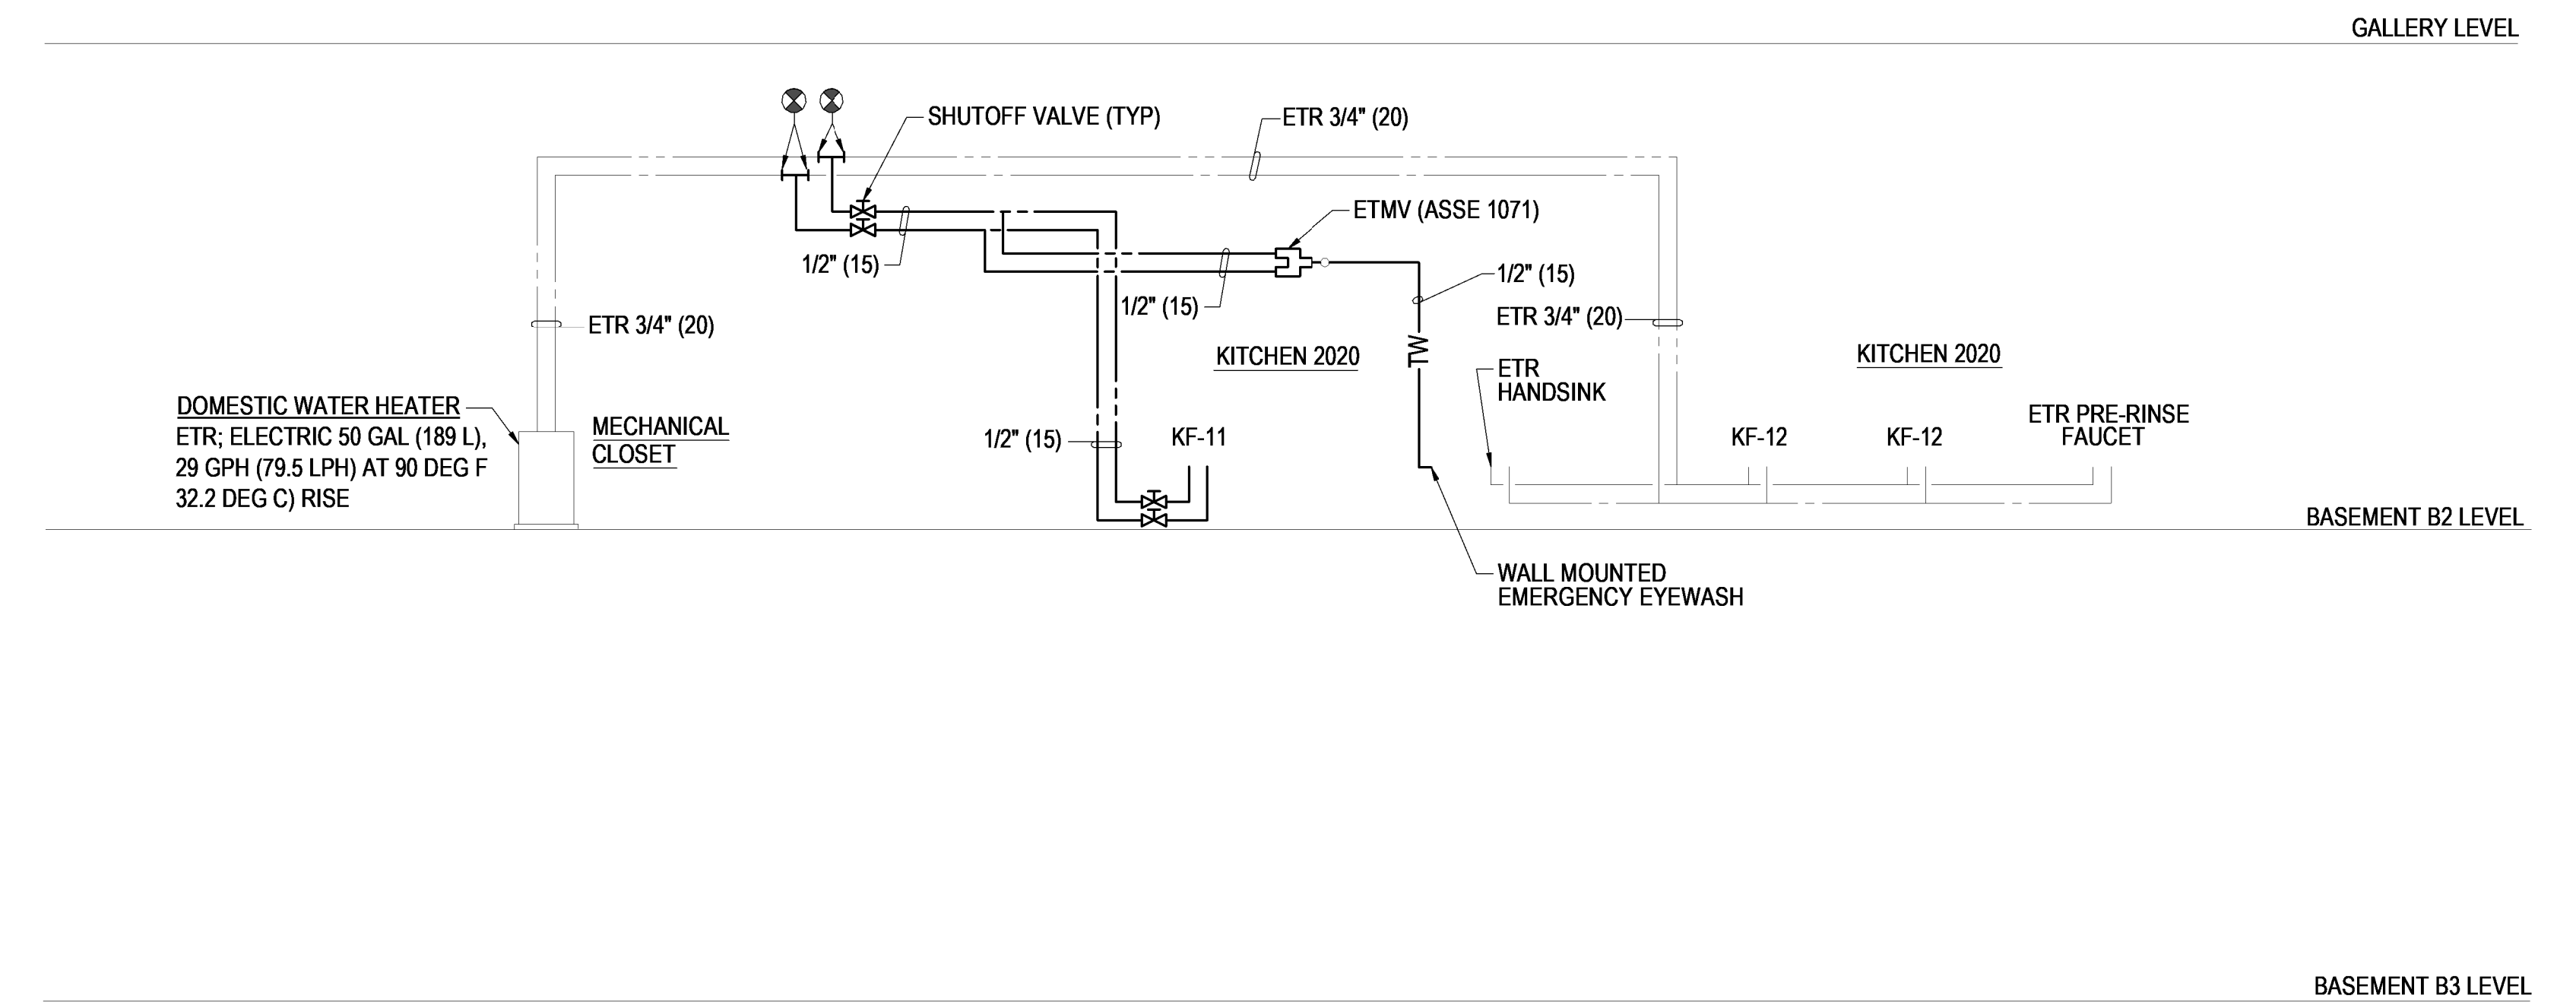 GALLERY LEVEL
SHUTOFF VALVE (TYP)
ETR 3/4" (20)
ETMV (ASSE 1071)
1/2" (15)
1/2" (15)
1/2" (15)
ETR 3/4" (20)
ETR 3/4" (20)
KITCHEN 2020
TW
KITCHEN 2020
ETR
HANDSINK
DOMESTIC WATER HEATER
ETR; ELECTRIC 50 GAL (189 L),
29 GPH (79.5 LPH) AT 90 DEG F
32.2 DEG C) RISE
MECHANICAL
CLOSET
1/2" (15)
KF-11
KF-12
KF-12
ETR PRE-RINSE
FAUCET
BASEMENT B2 LEVEL
WALL MOUNTED
EMERGENCY EYEWASH
BASEMENT B3 LEVEL